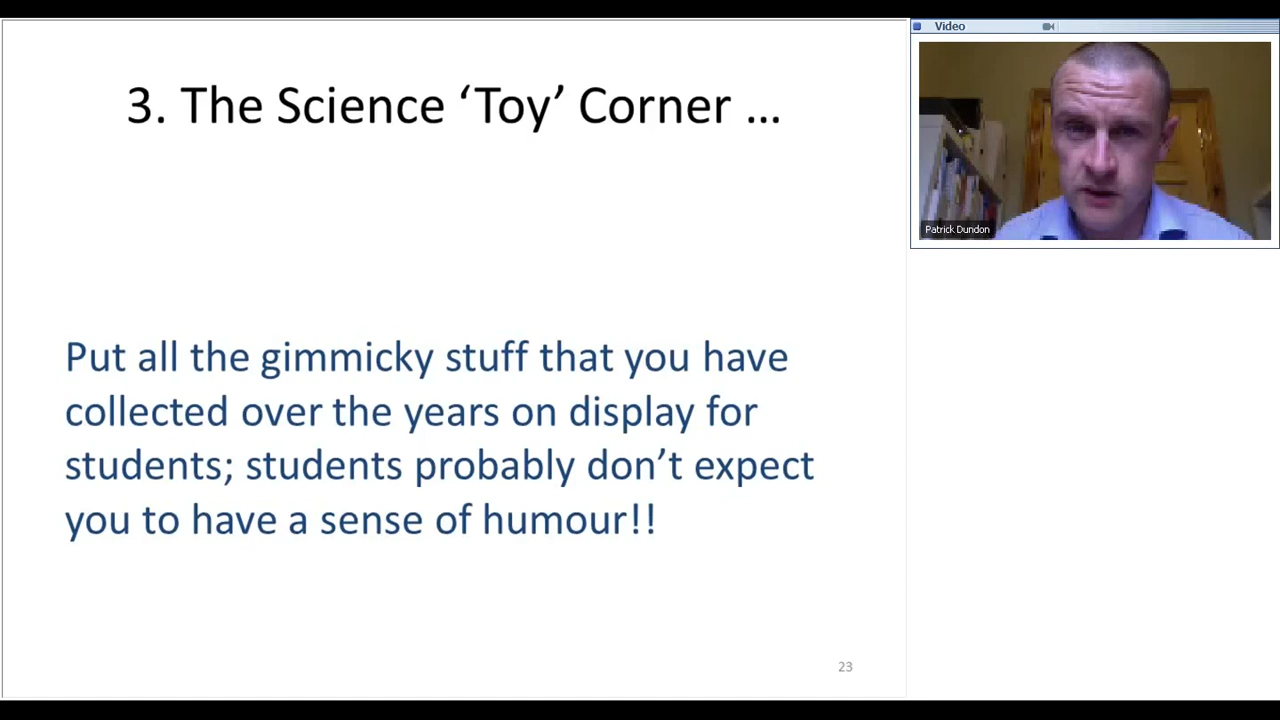 3. The Science ‘Toy’ Corner ...
Put all the gimmicky stuff that you have
collected over the years on display for
students; students probably don’t expect
you to have a sense of humour!!
23
Video
Patrick Dundon